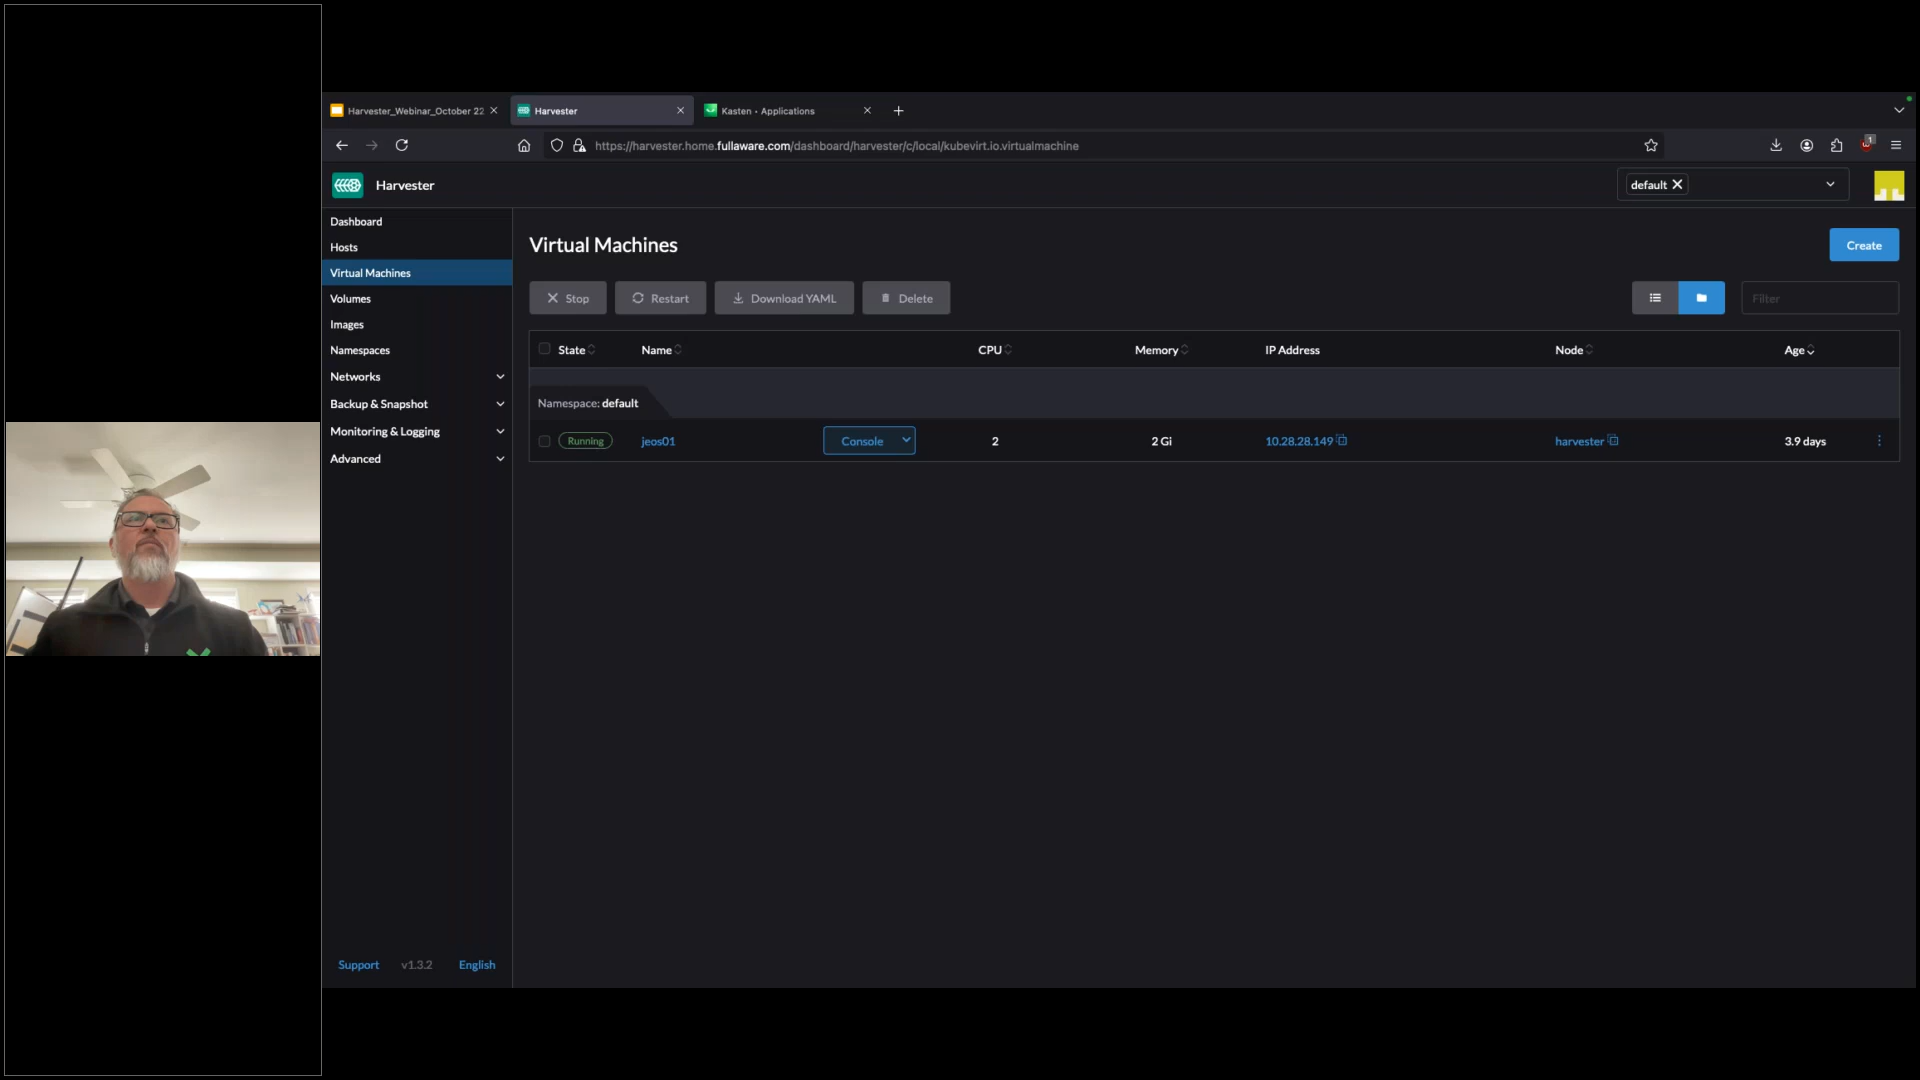 Harvester_Webinar_October 22
Harvester
Kasten - Applications
https://harvester.home.fullaware.com/dashboard/harvester/c/local/kubevirt.io.virtualmachine
1
Harvester
default
Dashboard
Hosts
Virtual Machines
Volumes
Images
Namespaces
Networks
Backup & Snapshot
Monitoring & Logging
Advanced
Support v1.3.2 English
Virtual Machines
Create
Stop Restart Download YAML Delete
Filter
State Name CPU Memory IP Address Node Age
Namespace: default
Running jeos01 Console 2 2 Gi 10.28.28.149 harvester 3.9 days